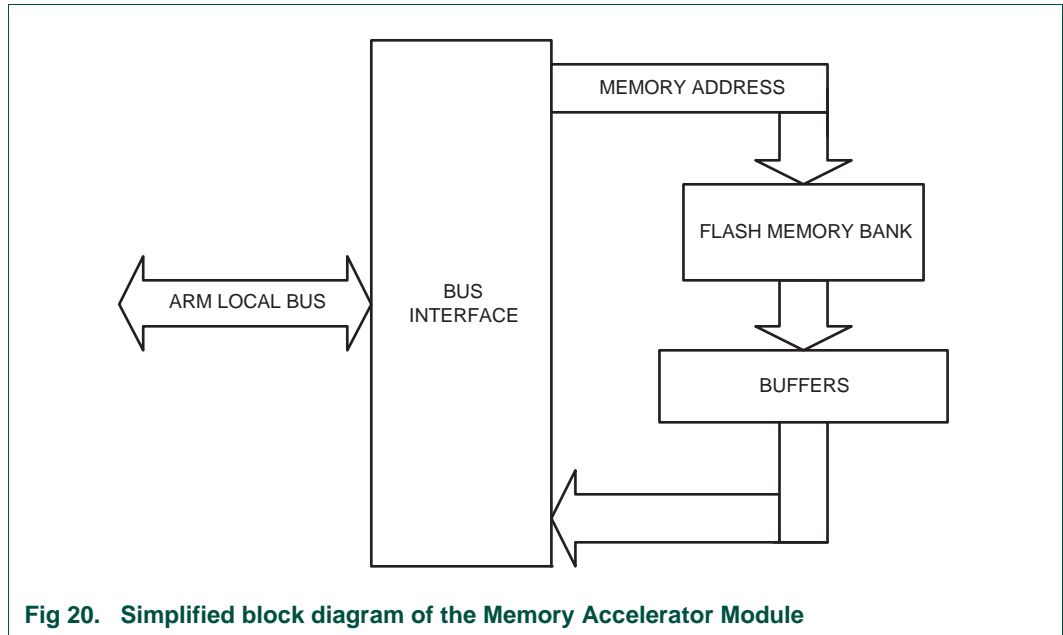 MEMORY ADDRESS
FLASH MEMORY BANK
ARM LOCAL BUS
BUS
INTERFACE
BUFFERS
Fig 20. Simplified block diagram of the Memory Accelerator Module